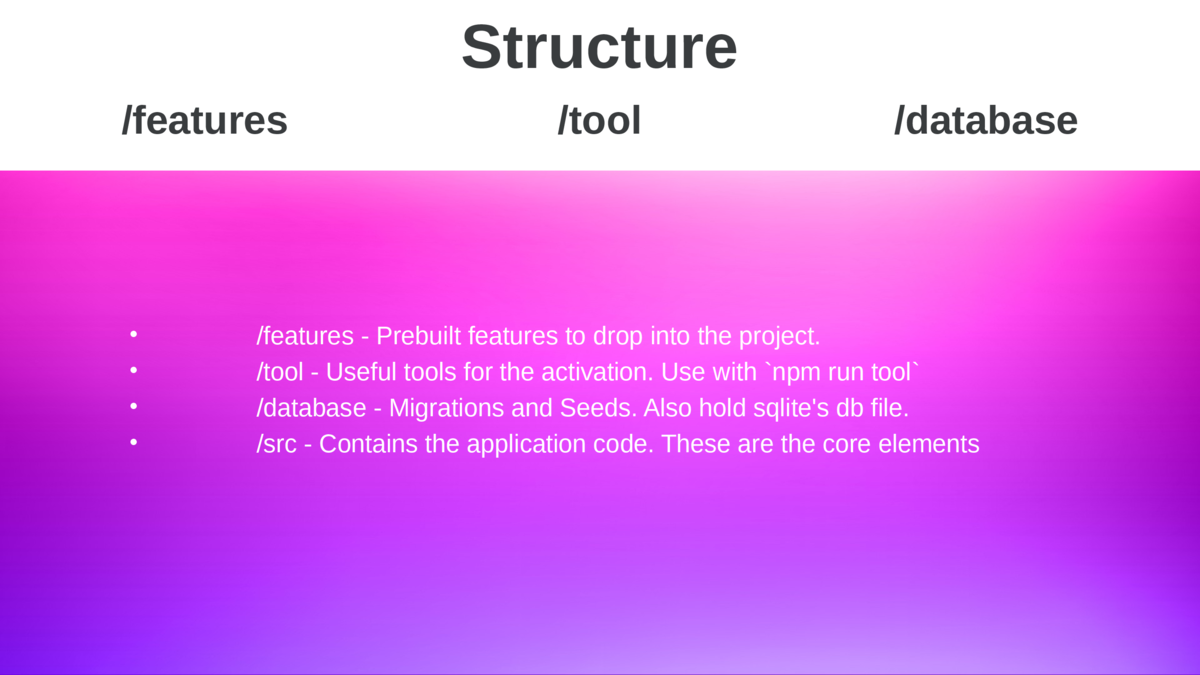 Structure
/features /tool /database
• /features - Prebuilt features to drop into the project.
• /tool - Useful tools for the activation. Use with `npm run tool`
• /database - Migrations and Seeds. Also hold sqlite's db file.
• /src - Contains the application code. These are the core elements